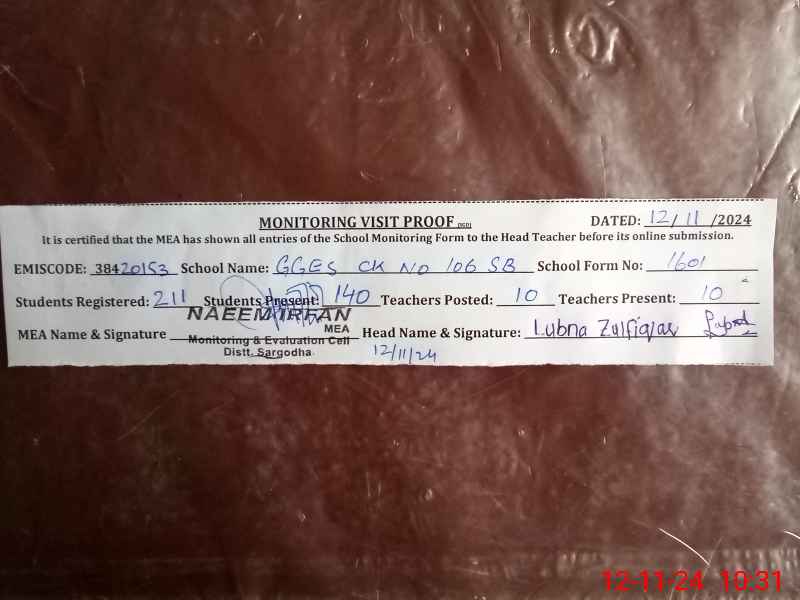 MONITORING VISIT PROOF DATED: 12/11/2024
It is certified that the MEA has shown all entries of the School Monitoring Form to the Head Teacher before its online submission.
EMISCODE: 38420153 School Name: GGES CK NO 106 SB School Form No: 1601
Students Registered: 211 Students Present: 140 Teachers Posted: 10 Teachers Present: 10
NAEEM IRFAN
MEA Name & Signature MEA Head Name & Signature: Lubna Zulfiqar
Monitoring & Evaluation Cell
Distt. Sargodha 12/11/24
12-11-24 10:31